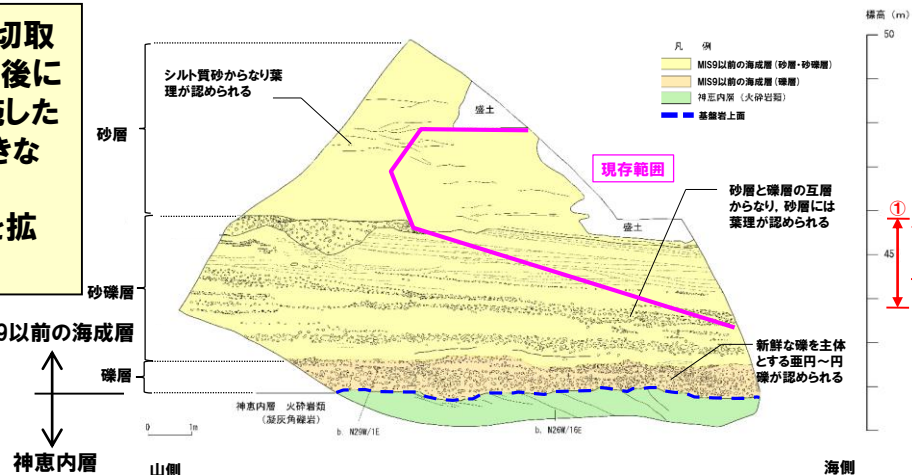 切取
後に
施した
きな
を拡
標高（m）
50
①
45
凡　例
MIS9以前の海成層（砂層・砂礫層）
MIS9以前の海成層（礫層）
神恵内層（火砕岩類）
基盤岩上面
シルト質砂からなり葉
理が認められる
盛土
現存範囲
砂層と礫層の互層
からなり，砂層には
葉理が認められる
盛土
新鮮な礫を主体
とする亜円～円
礫が認められる
砂層
砂礫層
9以前の海成層
礫層
神恵内層
神恵内層　火砕岩類
（凝灰角礫岩）
b. N29W/1E
b. N26W/16E
0　1m
山側
海側